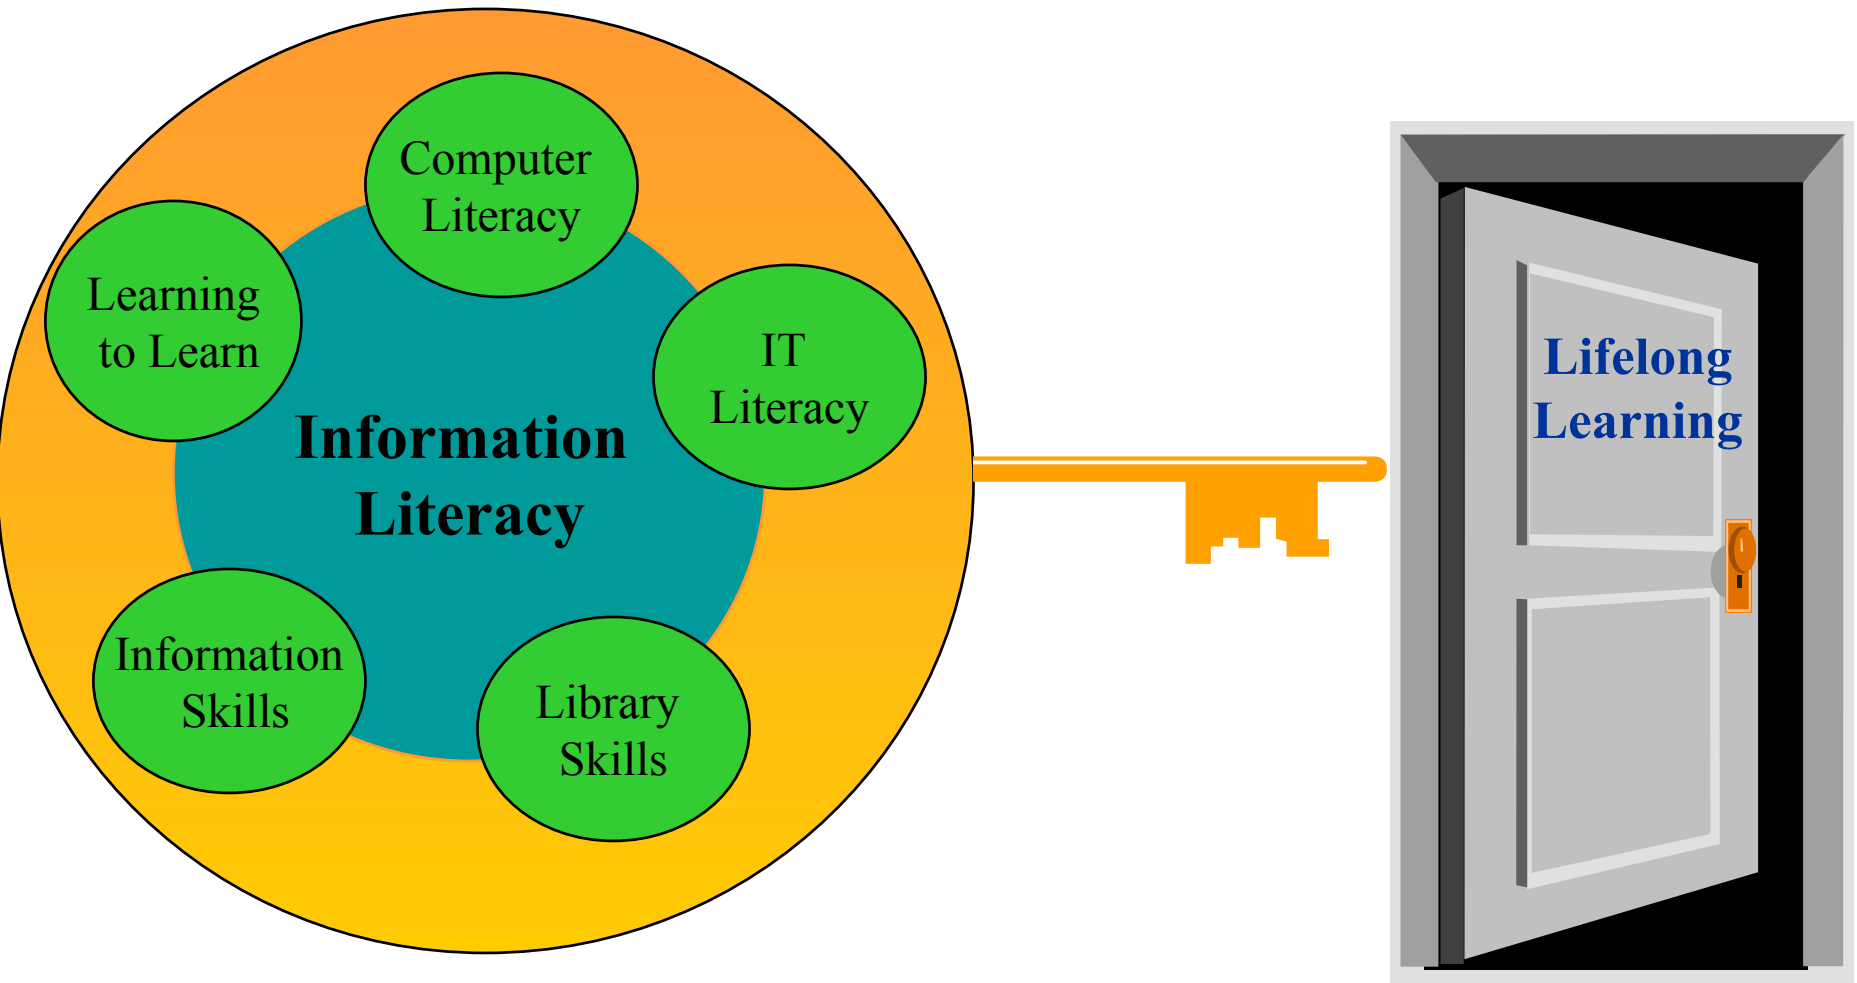 Computer
Literacy
Learning
to Learn
IT
Literacy
Information
Literacy
Information
Skills
Library
Skills
Lifelong
Learning